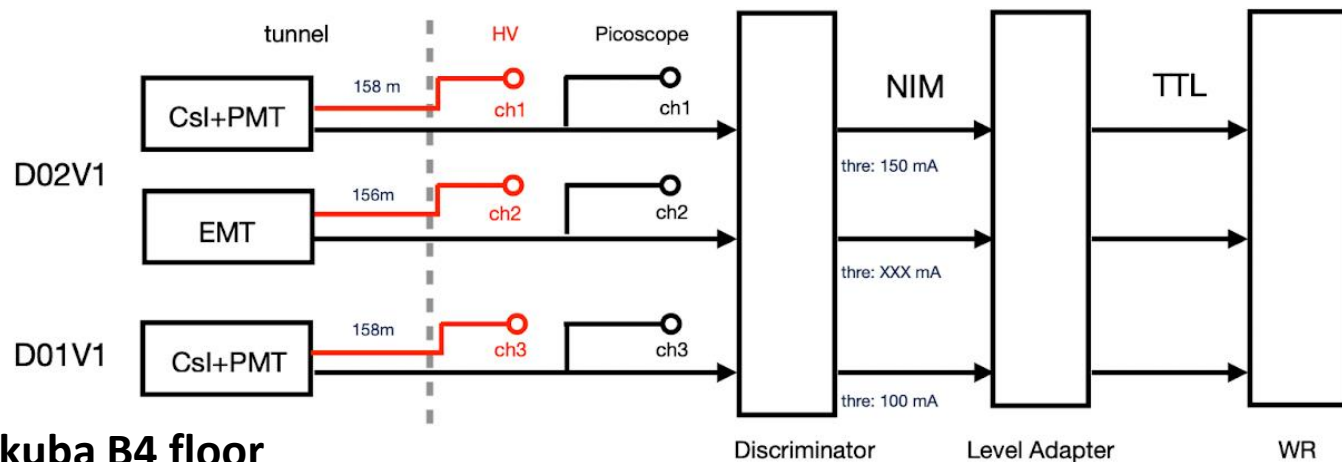 tunnel HV Picoscope
158 m
CsI+PMT
ch1 ch1
NIM TTL
D02V1
thre: 150 mA
156m
EMT
ch2 ch2
thre: XXX mA
158m
D01V1
CsI+PMT
ch3 ch3
thre: 100 mA
kuba B4 floor
Discriminator Level Adapter WR